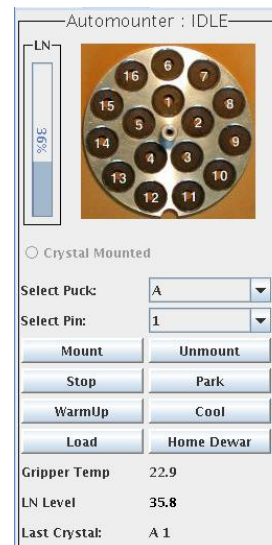 Automounter : IDLE
LN
36%
16 6 7
15 1 8
5 2
14 9
4 3
13 10
12 11
Crystal Mounted
Select Puck: A
Select Pin: 1
Mount Unmount
Stop Park
WarmUp Cool
Load Home Dewar
Gripper Temp 22.9
LN Level 35.8
Last Crystal: A 1